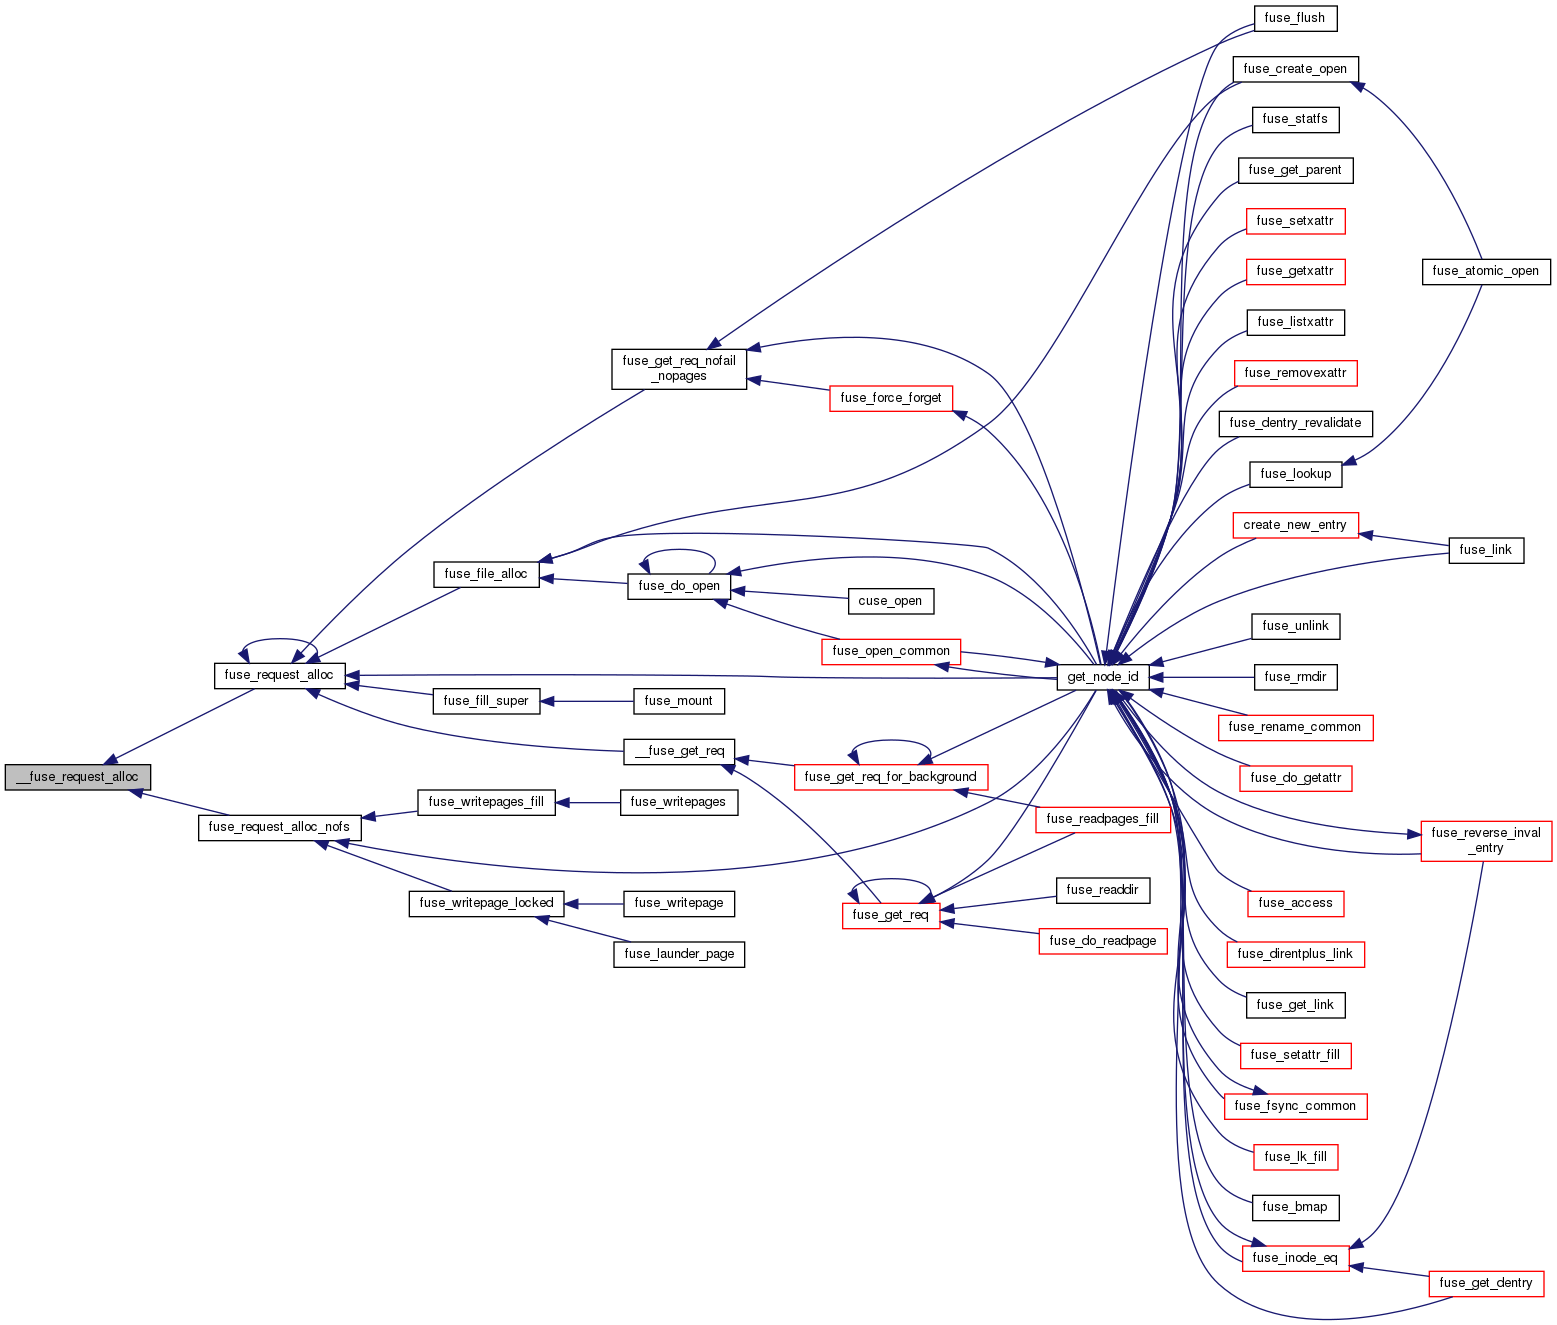 fuse_flush
fuse_create_open
fuse_statfs
fuse_get_parent
fuse_setxattr
fuse_getxattr
fuse_atomic_open
fuse_listxattr
fuse_get_req_nofail
_nopages
fuse_removexattr
fuse_force_forget
fuse_dentry_revalidate
fuse_lookup
create_new_entry
fuse_link
fuse_file_alloc
fuse_do_open
cuse_open
fuse_unlink
fuse_open_common
fuse_request_alloc
get_node_id
fuse_rmdir
fuse_fill_super
fuse_mount
fuse_rename_common
__fuse_get_req
__fuse_request_alloc
fuse_get_req_for_background
fuse_do_getattr
fuse_writepages_fill
fuse_writepages
fuse_request_alloc_nofs
fuse_readpages_fill
fuse_reverse_inval
_entry
fuse_readdir
fuse_writepage_locked
fuse_writepage
fuse_access
fuse_get_req
fuse_do_readpage
fuse_launder_page
fuse_direntplus_link
fuse_get_link
fuse_setattr_fill
fuse_fsync_common
fuse_lk_fill
fuse_bmap
fuse_inode_eq
fuse_get_dentry